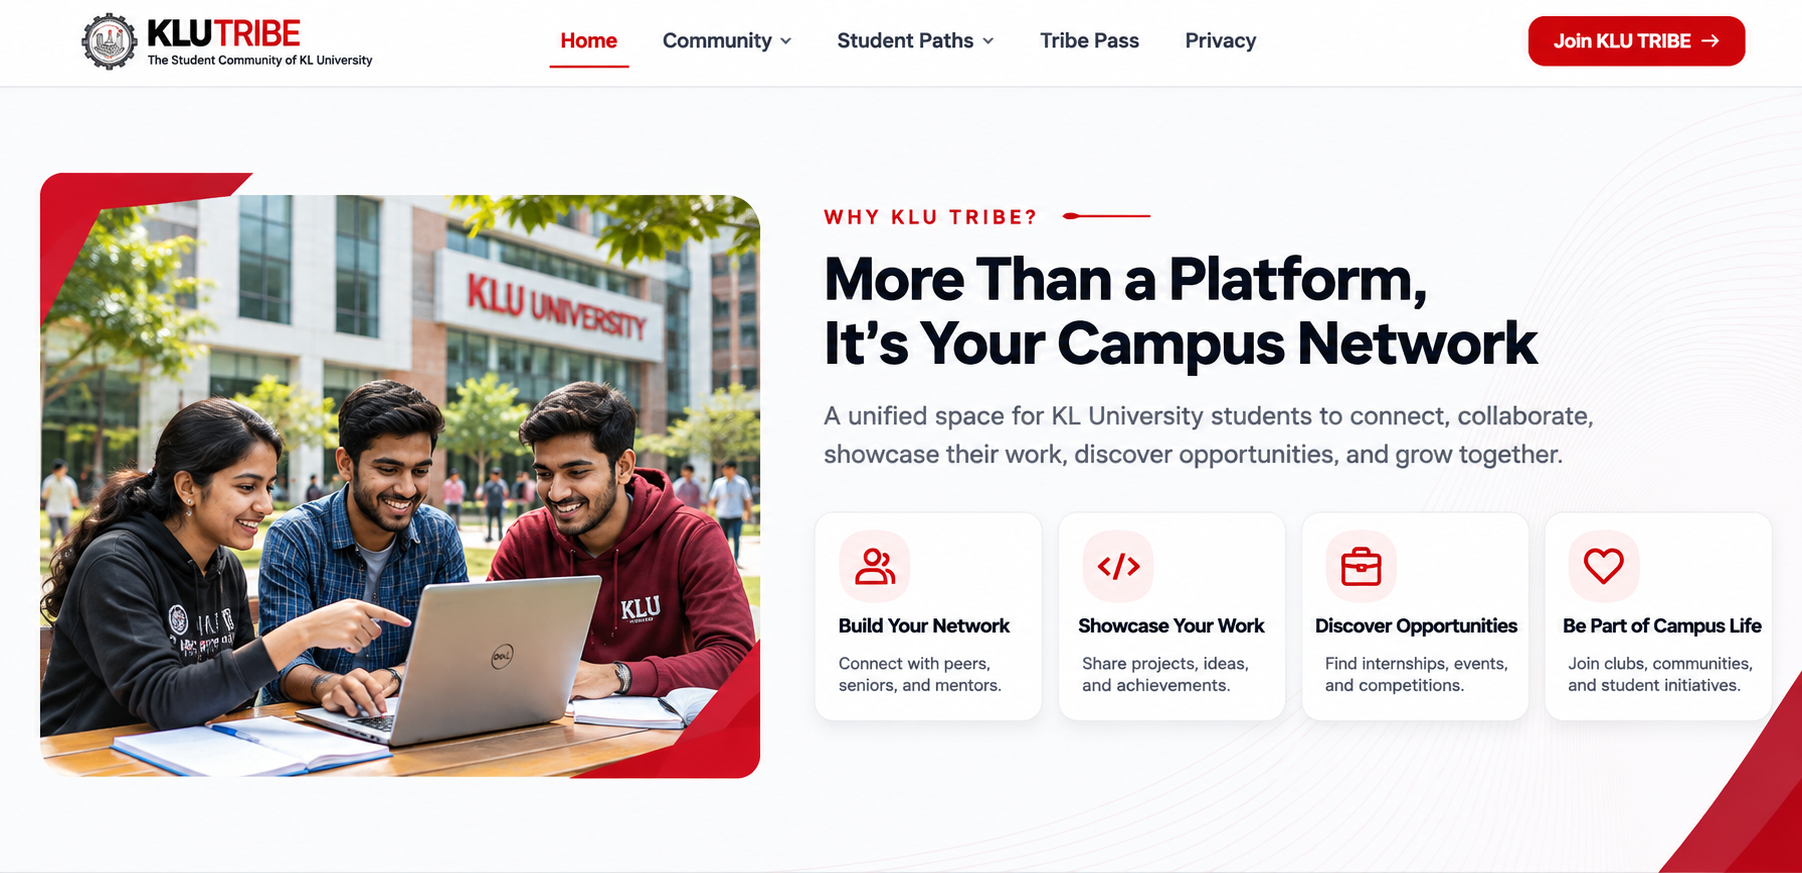 KLUTRIBE
The Student Community of KL University
Home
Community
Student Paths
Tribe Pass
Privacy
Join KLU TRIBE →
KLU UNIVERSITY
KLU
DELL
WHY KLU TRIBE?
More Than a Platform,
It's Your Campus Network
A unified space for KL University students to connect, collaborate,
showcase their work, discover opportunities, and grow together.
Build Your Network
Connect with peers,
seniors, and mentors.
Showcase Your Work
Share projects, ideas,
and achievements.
Discover Opportunities
Find internships, events,
and competitions.
Be Part of Campus Life
Join clubs, communities,
and student initiatives.